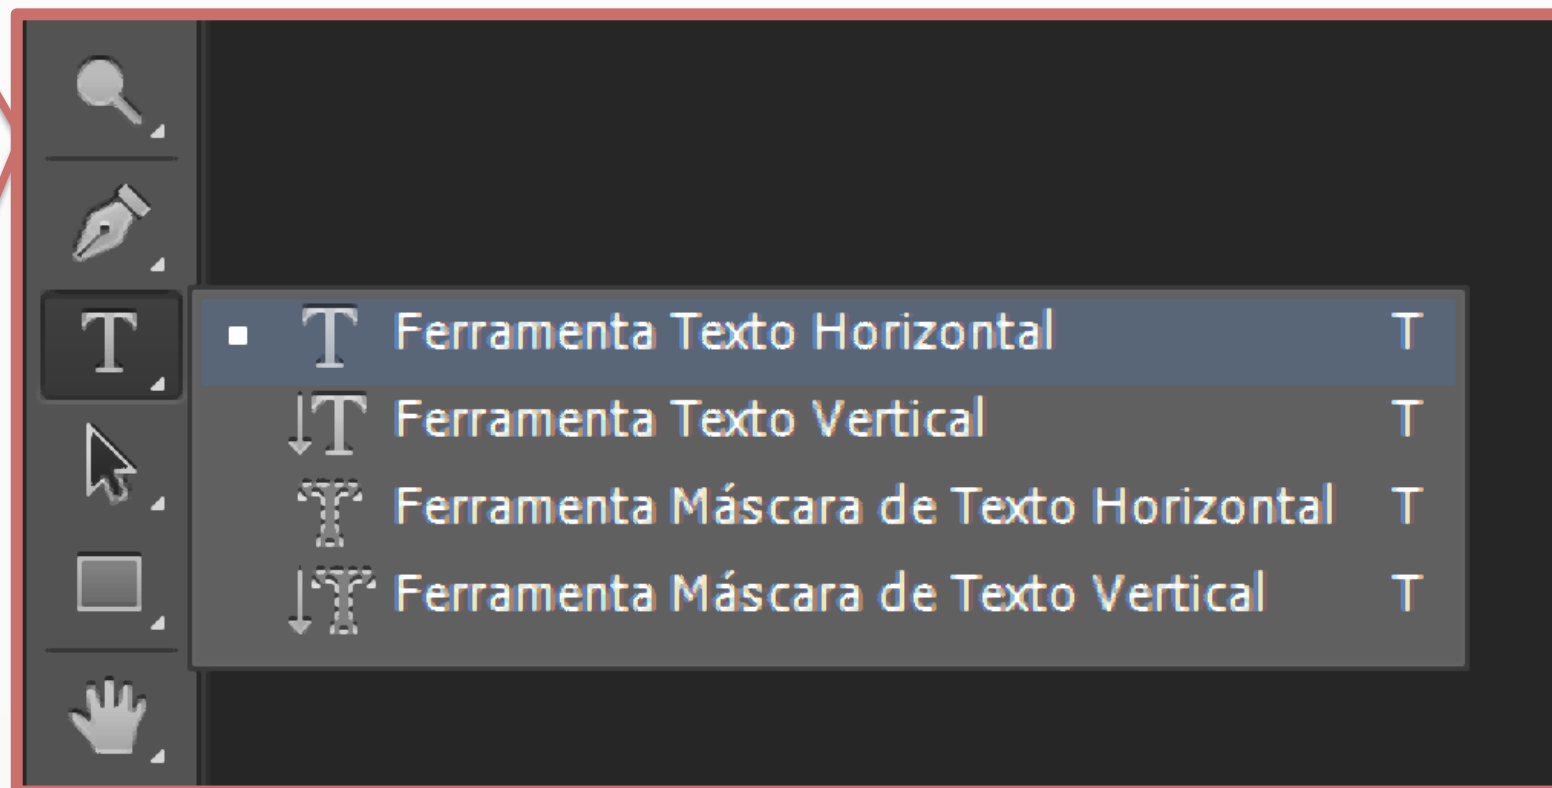 Ferramenta Texto Horizontal T
Ferramenta Texto Vertical T
Ferramenta Máscara de Texto Horizontal T
Ferramenta Máscara de Texto Vertical T